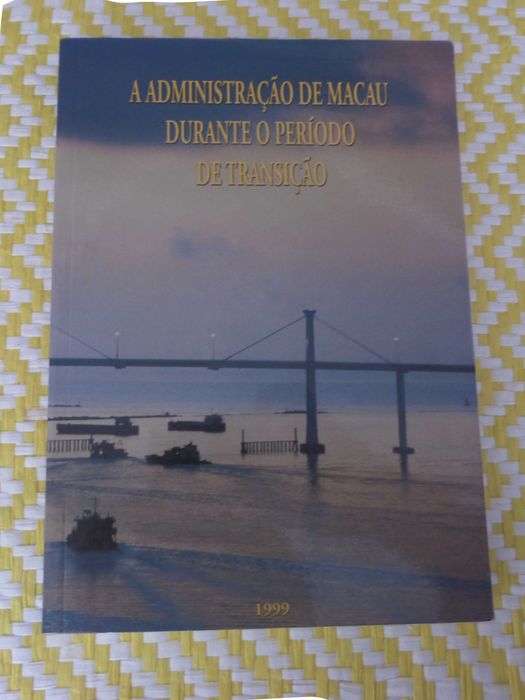 A ADMINISTRAÇÃO DE MACAU
DURANTE O PERÍODO
DE TRANSIÇÃO
1999